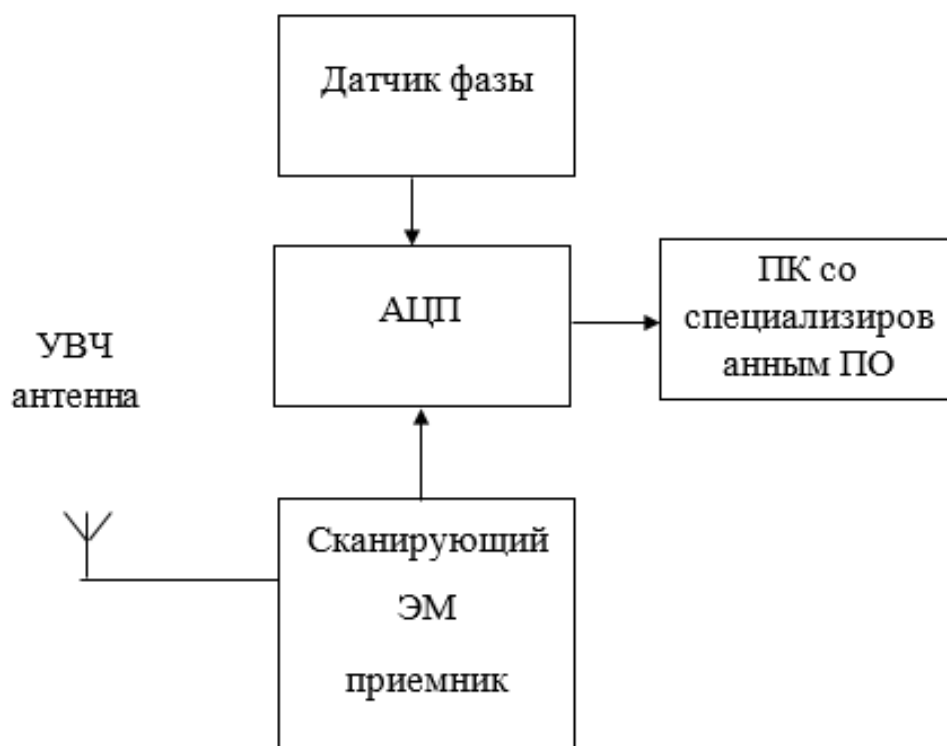 Датчик фазы
АЦП
ПК со
специализиров
анным ПО
УВЧ
антенна
Сканирующий
ЭМ
приемник